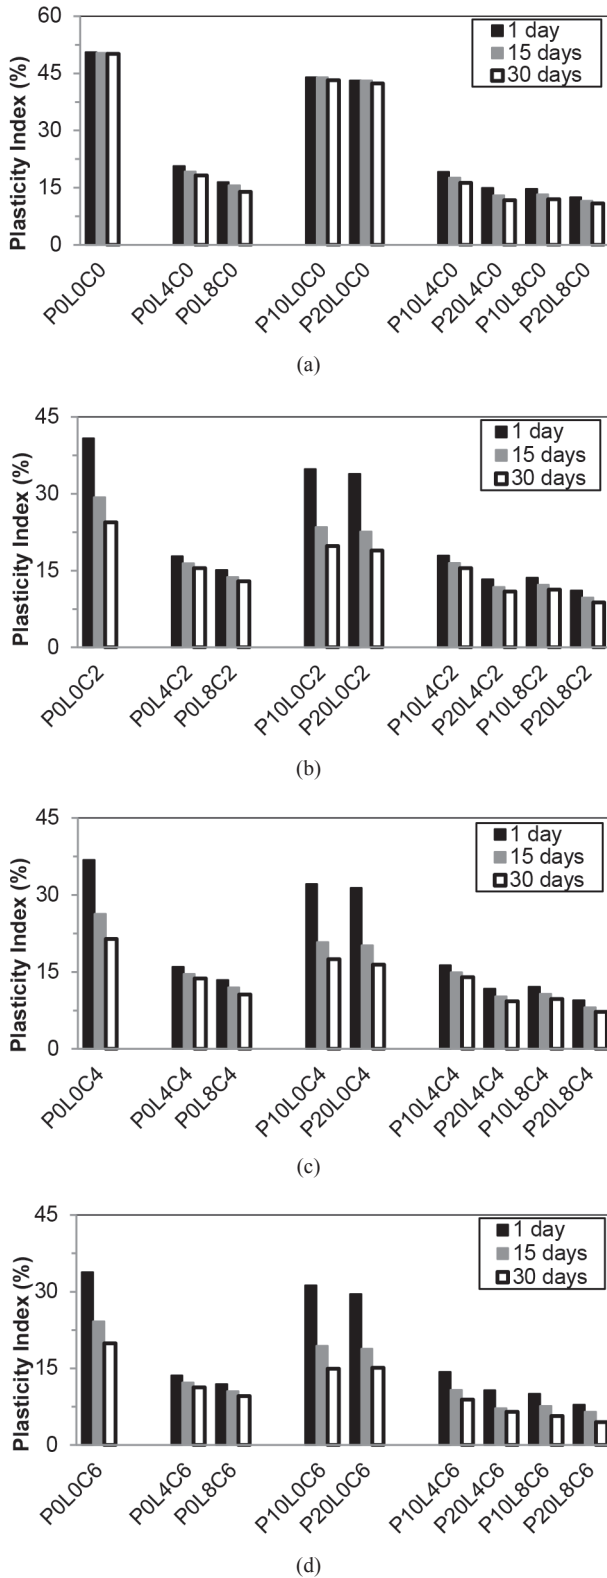 Plasticity Index (%)
60
45
30
15
0
1 day
15 days
30 days
P0L0C0
P0L4C0
P0L8C0
P10L0C0
P20L0C0
P10L4C0
P20L4C0
P10L8C0
P20L8C0
(a)
Plasticity Index (%)
45
30
15
0
1 day
15 days
30 days
P0L0C2
P0L4C2
P0L8C2
P10L0C2
P20L0C2
P10L4C2
P20L4C2
P10L8C2
P20L8C2
(b)
Plasticity Index (%)
45
30
15
0
1 day
15 days
30 days
P0L0C4
P0L4C4
P0L8C4
P10L0C4
P20L0C4
P10L4C4
P20L4C4
P10L8C4
P20L8C4
(c)
Plasticity Index (%)
45
30
15
0
1 day
15 days
30 days
P0L0C6
P0L4C6
P0L8C6
P10L0C6
P20L0C6
P10L4C6
P20L4C6
P10L8C6
P20L8C6
(d)